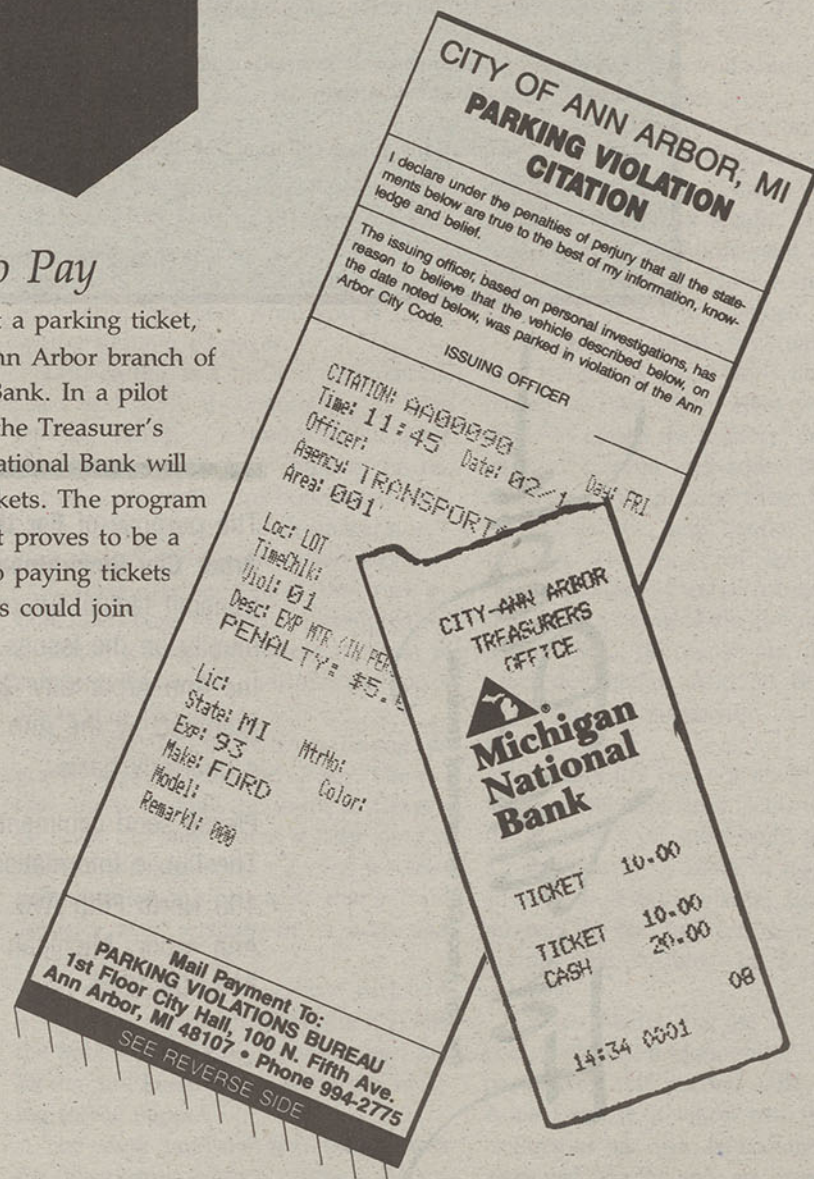 o Pay
a parking ticket,
nn Arbor branch of
Bank. In a pilot
the Treasurer's
ational Bank will
kets. The program
t proves to be a
o paying tickets
s could join
CITY OF ANN ARBOR, MI
PARKING VIOLATION
CITATION
I declare under the penalties of perjury that all the state-
ments below are true to the best of my information, know-
ledge and belief.
The issuing officer, based on personal investigations, has
reason to believe that the vehicle described below, on
the date noted below, was parked in violation of the Ann
Arbor City Code.
ISSUING OFFICER
CITATION: AA00090
Time: 11:45 Date: 02/1 Day: FRI
Officer:
Agency: TRANSPORT
Area: 001
Loc: LOT
TimeChlk:
Viol: 01
Desc: EXP MTR (IN PER
PENALTY: $5.0
Lic:
State: MI MtrNo:
Exp: 93 Color:
Make: FORD
Model:
Remark1: 000
Mail Payment To:
PARKING VIOLATIONS BUREAU
1st Floor City Hall, 100 N. Fifth Ave.
Ann Arbor, MI 48107 • Phone 994-2775
SEE REVERSE SIDE
CITY-ANN ARBOR
TREASURERS
OFFICE
Michigan
National
Bank
TICKET 10.00
TICKET 10.00
CASH 20.00
08
14:34 0001